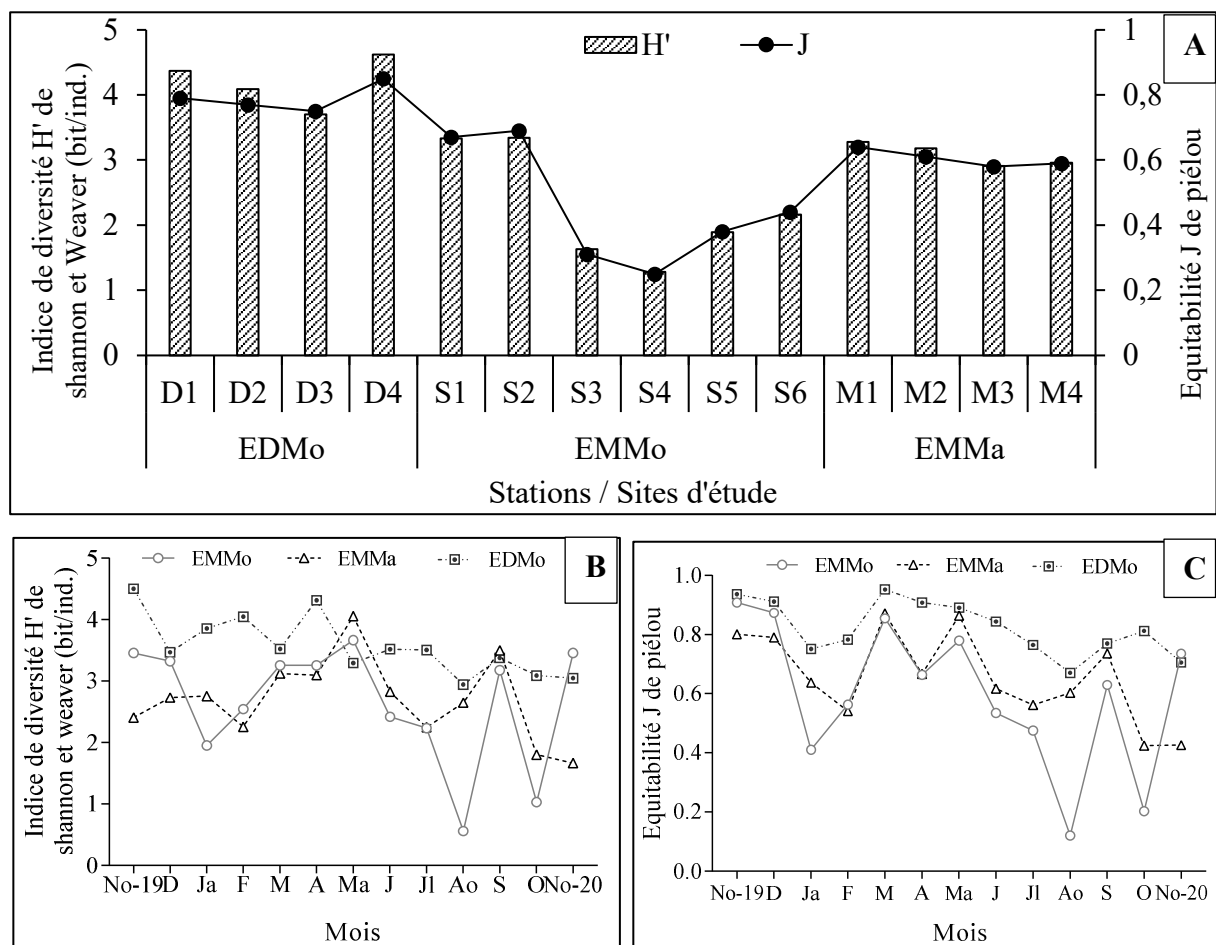 A
H' J
Indice de diversité H' de
shannon et Weaver (bit/ind.)
5
4
3
2
1
0
1
0,8
0,6
0,4
0,2
0
Equitabilité J de piélou
D1 D2 D3 D4 S1 S2 S3 S4 S5 S6 M1 M2 M3 M4
EDMo EMMo EMMa
Stations / Sites d'étude
B
EMMo EMMa EDMo
Indice de diversité H' de
shannon et weaver (bit/ind.)
5
4
3
2
1
0
No-19 D Ja F M A Ma J Jl Ao S O No-20
Mois
C
EMMo EMMa EDMo
Equitabilité J de piélou
1.0
0.8
0.6
0.4
0.2
0.0
No-19 D Ja F M A Ma J Jl Ao S O No-20
Mois